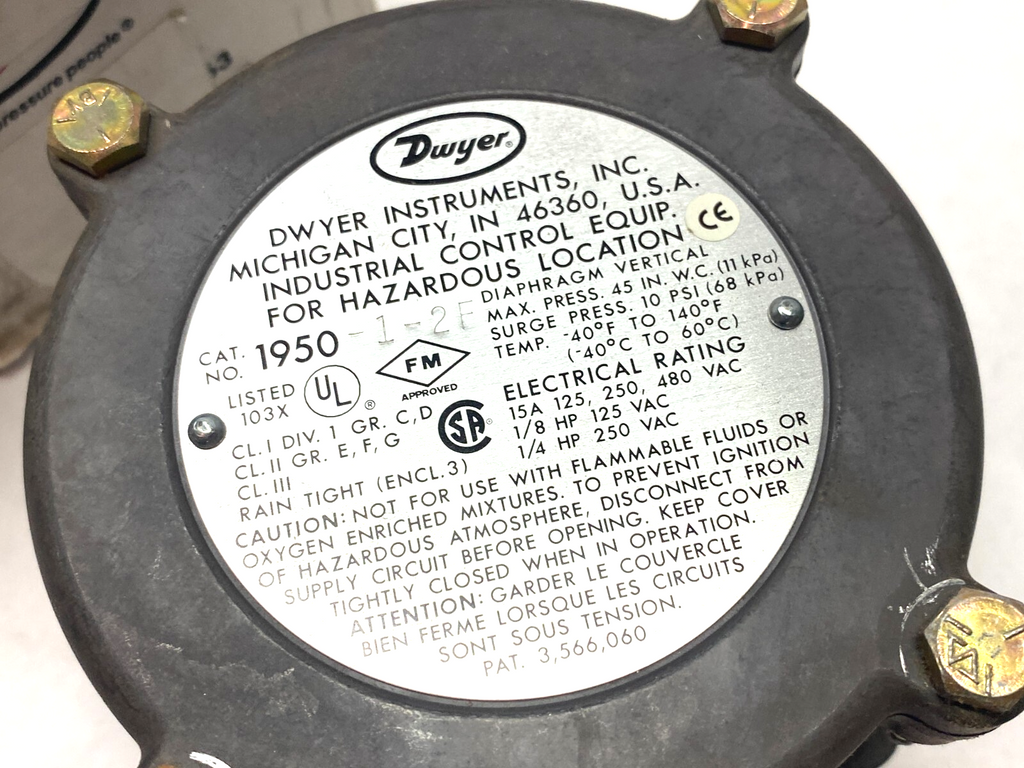 pressure people®
Dwyer®
DWYER INSTRUMENTS, INC.
MICHIGAN CITY, IN 46360, U.S.A.
INDUSTRIAL CONTROL EQUIP.
FOR HAZARDOUS LOCATION
CE
CAT. NO. 1950 -1-2F
DIAPHRAGM VERTICAL
MAX. PRESS. 45 IN. W.C. (11 kPa)
SURGE PRESS. 10 PSI (68 kPa)
TEMP. -40°F TO 140°F
(-40°C TO 60°C)
LISTED
103X
UL ®
FM
APPROVED
SA
ELECTRICAL RATING
15A 125, 250, 480 VAC
1/8 HP 125 VAC
1/4 HP 250 VAC
CL. I DIV. 1 GR. C, D
CL. II GR. E, F, G
CL. III
RAIN TIGHT (ENCL.3)
CAUTION: NOT FOR USE WITH FLAMMABLE FLUIDS OR
OXYGEN ENRICHED MIXTURES. TO PREVENT IGNITION
OF HAZARDOUS ATMOSPHERE, DISCONNECT FROM
SUPPLY CIRCUIT BEFORE OPENING. KEEP COVER
TIGHTLY CLOSED WHEN IN OPERATION.
ATTENTION: GARDER LE COUVERCLE
BIEN FERME LORSQUE LES CIRCUITS
SONT SOUS TENSION.
PAT. 3,566,060